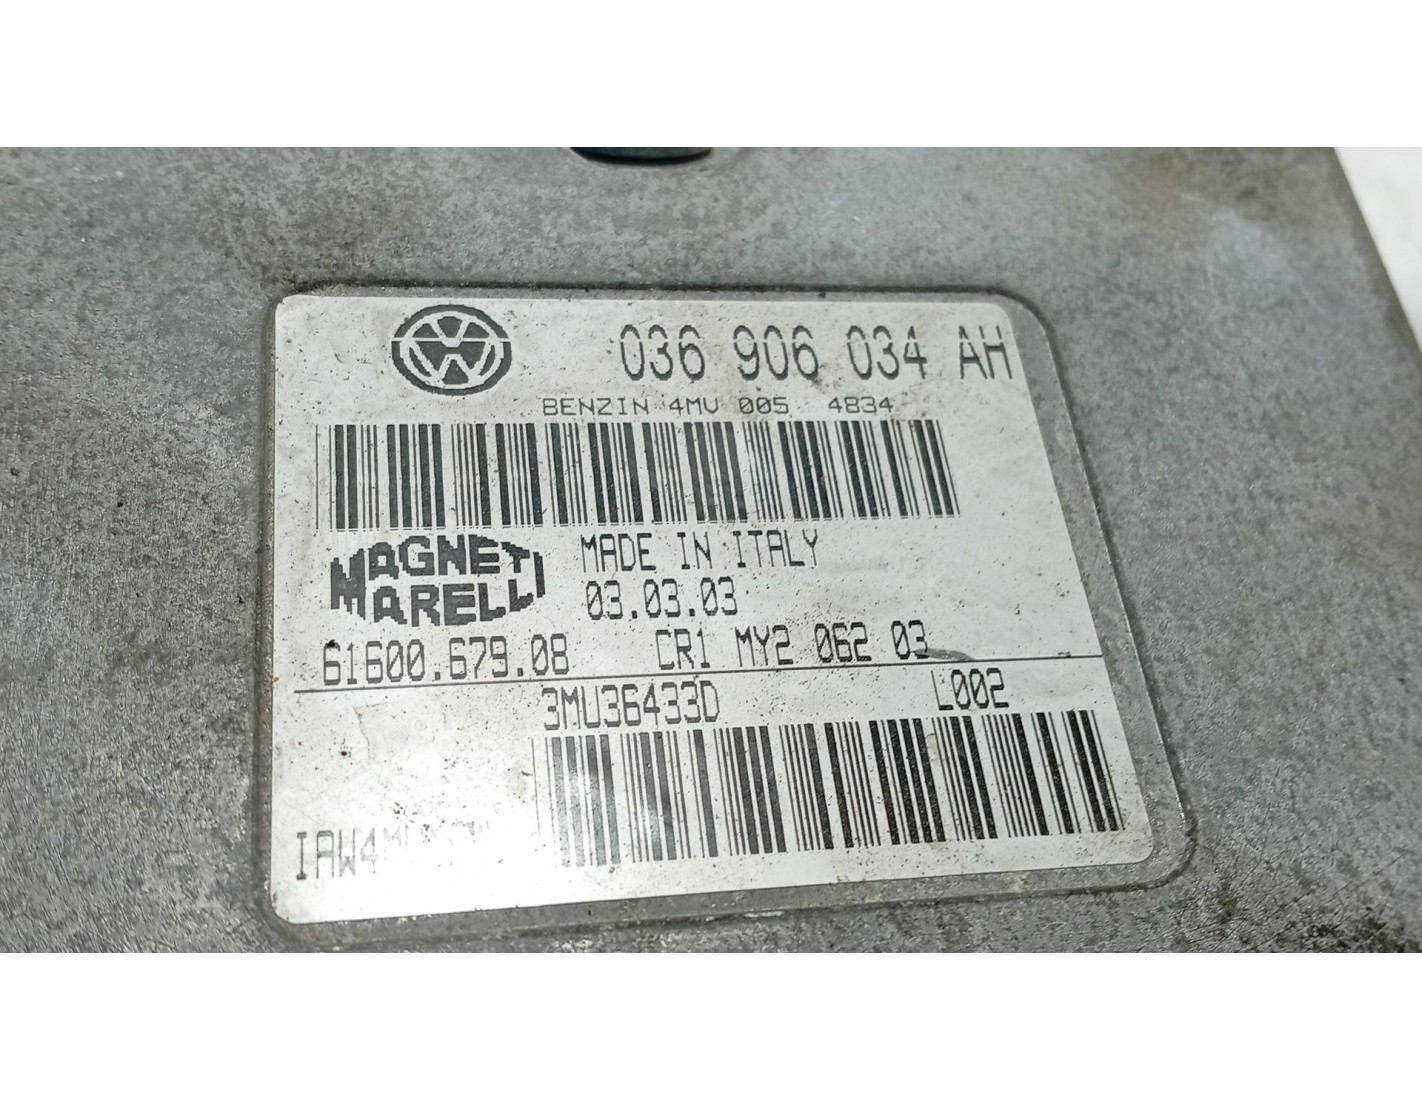 036 906 034 AH
BENZIN 4MV 005 4834
MAGNETI MARELLI
MADE IN ITALY
03.03.03
61600.679.08 CR1 MY2 062 03
3MU36433D L002